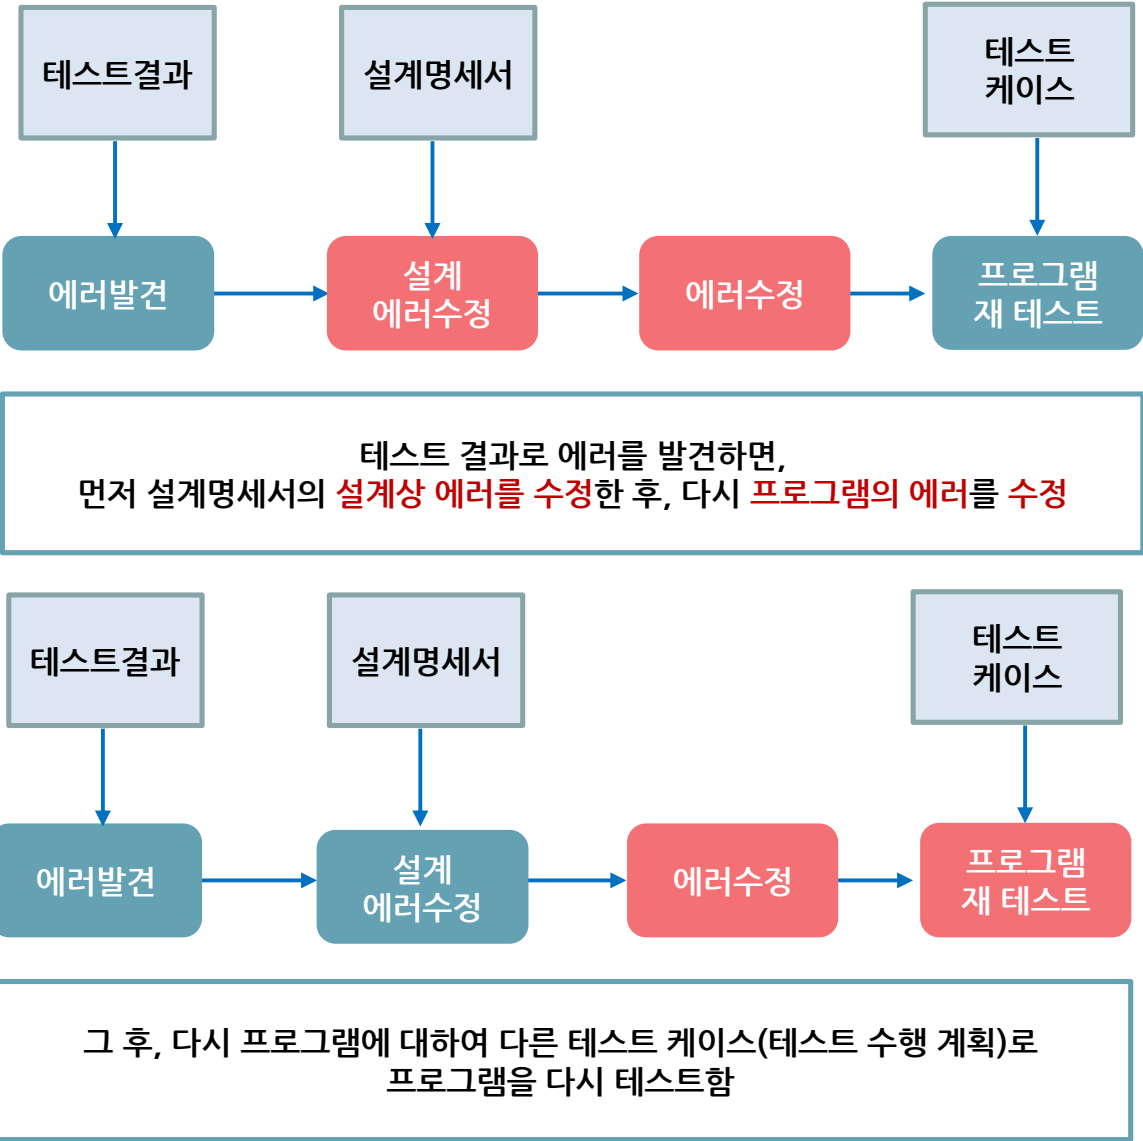 테스트결과
설계명세서
테스트
케이스
에러발견
설계
에러수정
에러수정
프로그램
재 테스트
테스트 결과로 에러를 발견하면,
먼저 설계명세서의 설계상 에러를 수정한 후, 다시 프로그램의 에러를 수정
테스트결과
설계명세서
테스트
케이스
에러발견
설계
에러수정
에러수정
프로그램
재 테스트
그 후, 다시 프로그램에 대하여 다른 테스트 케이스(테스트 수행 계획)로
프로그램을 다시 테스트함